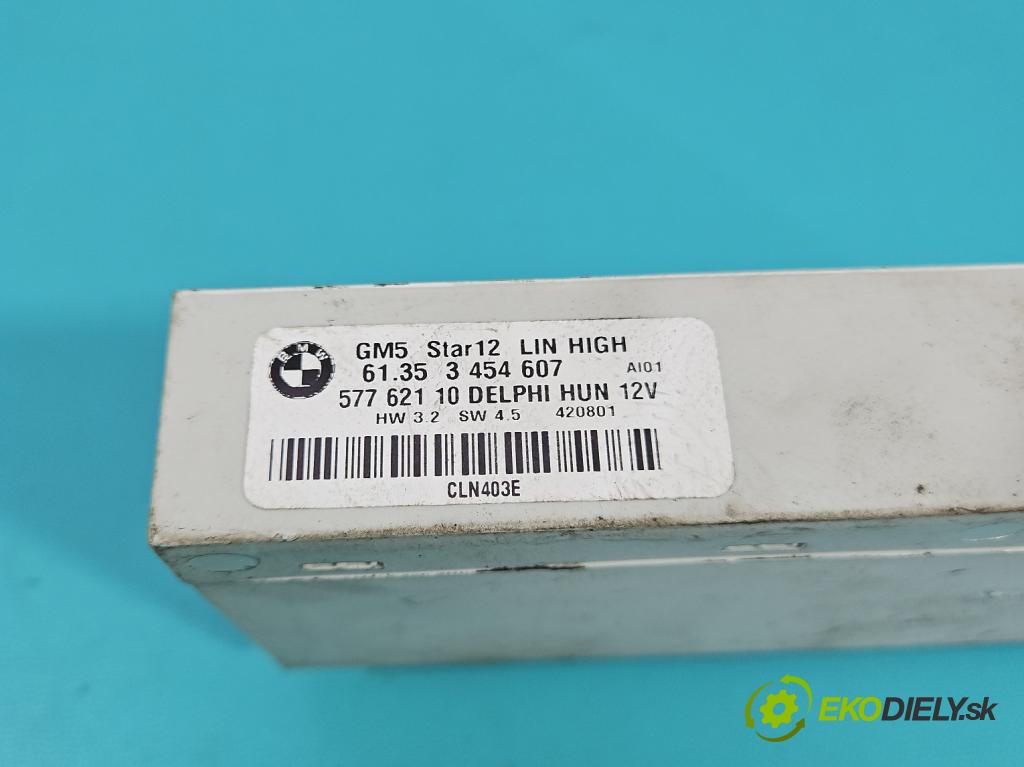 BMW
GM5 Star12 LIN HIGH
61.35 3 454 607 AI01
577 621 10 DELPHI HUN 12V
HW 3.2 SW 4.5 420801
CLN403E
EKODIELY.sk